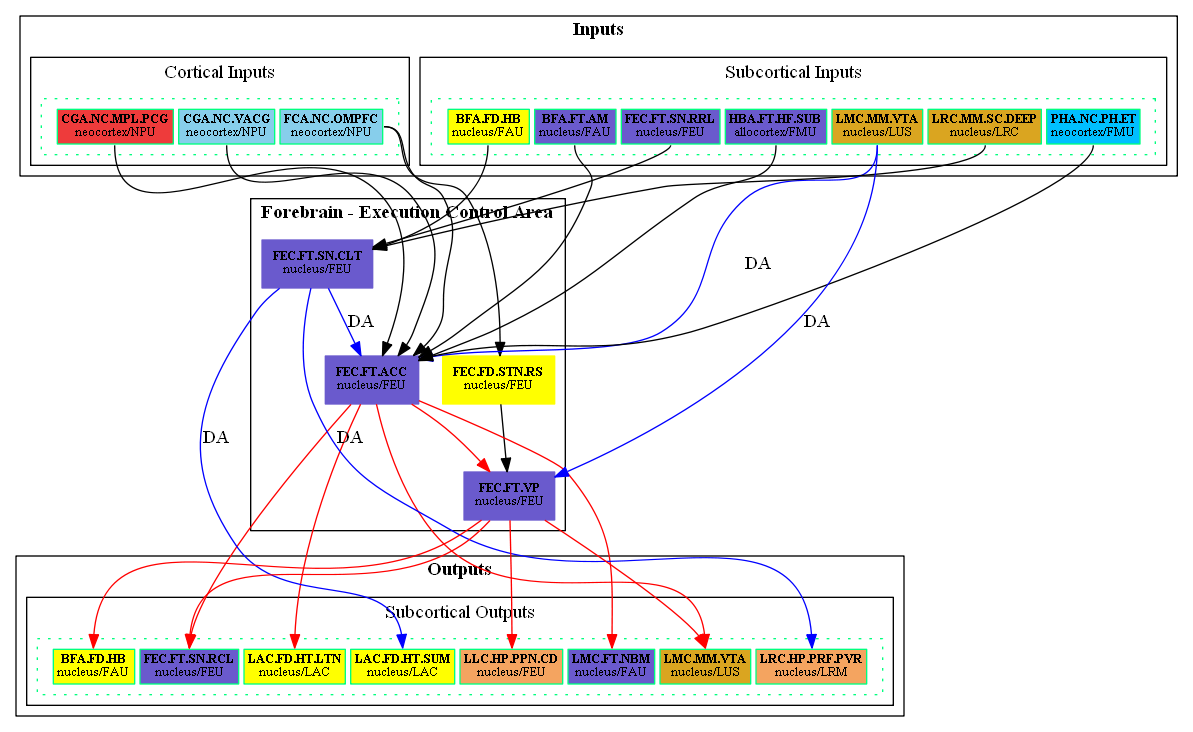 Inputs
Cortical Inputs
Subcortical Inputs
CGA.NC.MPL.PCG
neocortex/NPU
CGA.NC.VACG
neocortex/NPU
FCA.NC.OMPFC
neocortex/NPU
BFA.FD.HB
nucleus/FAU
BFA.FT.AM
nucleus/FAU
FEC.FT.SN.RRL
nucleus/FEU
HBA.FT.HF.SUB
allocortex/FMU
LMC.MM.VTA
nucleus/LUS
LRC.MM.SC.DEEP
nucleus/LRC
PHA.NC.PH.ET
neocortex/FMU
Forebrain - Execution Control Area
FEC.FT.SN.CLT
nucleus/FEU
DA
DA
DA
FEC.FT.ACC
nucleus/FEU
FEC.FD.STN.RS
nucleus/FEU
DA
DA
FEC.FT.VP
nucleus/FEU
Outputs
Subcortical Outputs
BFA.FD.HB
nucleus/FAU
FEC.FT.SN.RCL
nucleus/FEU
LAC.FD.HT.LTN
nucleus/LAC
LAC.FD.HT.SUM
nucleus/LAC
LLC.HP.PPN.CD
nucleus/FEU
LMC.FT.NBM
nucleus/FAU
LMC.MM.VTA
nucleus/LUS
LRC.HP.PRF.PVR
nucleus/LRM